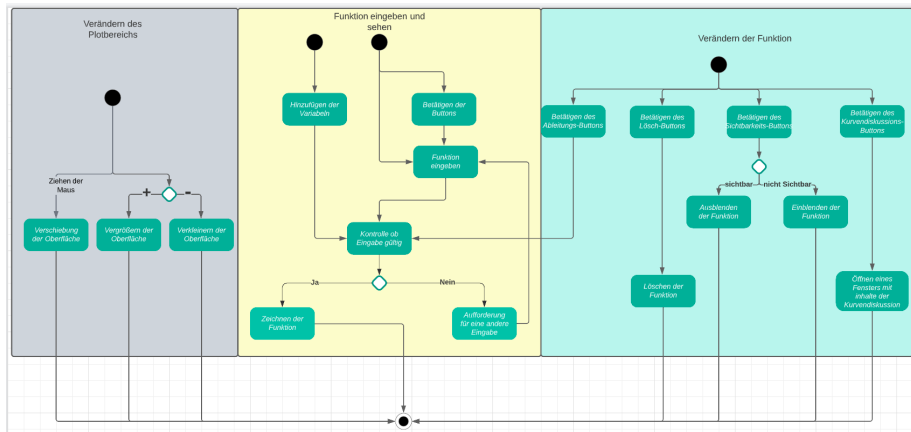 Verändern des
Plotbereichs
Funktion eingeben und
sehen
Verändern der Funktion
Hinzufügen der
Variabeln
Betätigen der
Buttons
Betätigen des
Ableitungs-Buttons
Betätigen des
Lösch-Buttons
Betätigen des
Sichtbarkeits-Buttons
Betätigen des
Kurvendiskussions-
Buttons
Funktion
eingeben
Ziehen der
Maus
+
-
sichtbar
nicht Sichtbar
Verschiebung
der Oberfläche
Vergrößern der
Oberfläche
Verkleinern der
Oberfläche
Kontrolle ob
Eingabe gültig
Ausblenden
der Funktion
Einblenden der
Funktion
Ja
Nein
Löschen der
Funktion
Öffnen eines
Fensters mit
inhalte der
Kurvendiskussion
Zeichnen der
Funktion
Aufforderung
für eine andere
Eingabe